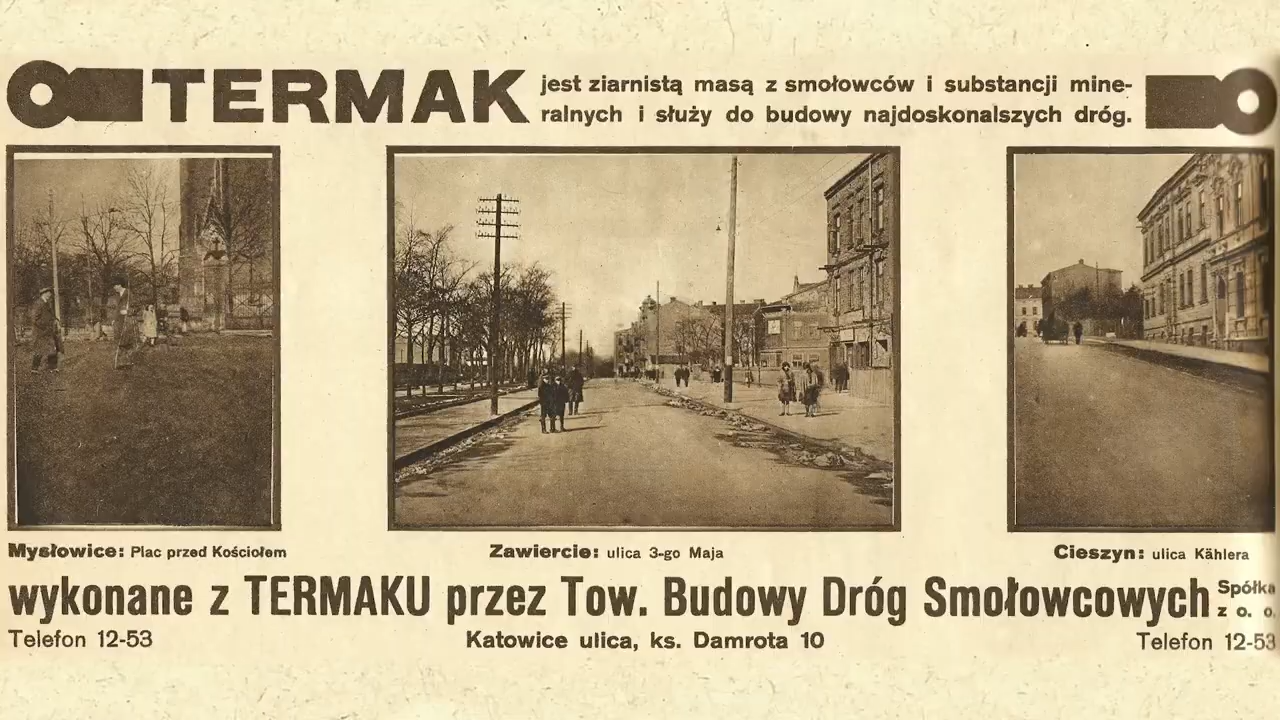 TERMAK
jest ziarnistą masą z smołowców i substancji mine-
ralnych i służy do budowy najdoskonalszych dróg.
Mysłowice: Plac przed Kościołem
Zawiercie: ulica 3-go Maja
Cieszyn: ulica Kählera
wykonane z TERMAKU przez Tow. Budowy Dróg Smołowcowych Spółka
z o. o.
Telefon 12-53
Katowice ulica, ks. Damrota 10
Telefon 12-53